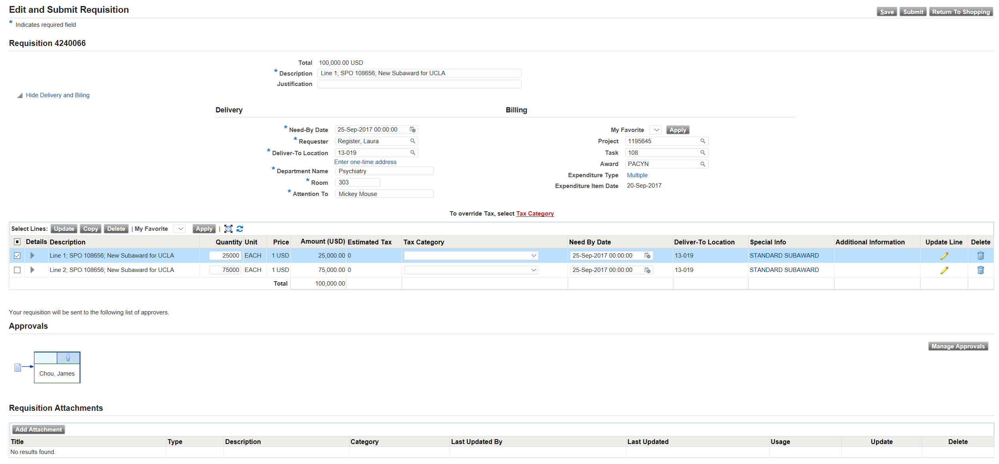 Edit and Submit Requisition
Save Submit Return To Shopping
* Indicates required field
Requisition 4240066
Total 100,000.00 USD
* Description Line 1; SPO 108656; New Subaward for UCLA
Justification
Hide Delivery and Biling
Delivery
* Need-By Date 25-Sep-2017 00:00:00
* Requester Register, Laura
* Deliver-To Location 13-019
Enter one-time address
* Department Name Psychiatry
* Room 303
* Attention To Mickey Mouse
Billing
My Favorite Apply
Project 1195645
Task 108
Award PACYN
Expenditure Type Multiple
Expenditure Item Date 20-Sep-2017
To override Tax, select Tax Category
Select Lines: Update Copy Delete | My Favorite Apply |
Details Description Quantity Unit Price Amount (USD) Estimated Tax Tax Category Need By Date Deliver-To Location Special Info Additional Information Update Line Delete
Line 1; SPO 108656; New Subaward for UCLA 25000 EACH 1 USD 25,000.00 0 25-Sep-2017 00:00:00 13-019 STANDARD SUBAWARD
Line 2; SPO 108656; New Subaward for UCLA 75000 EACH 1 USD 75,000.00 0 25-Sep-2017 00:00:00 13-019 STANDARD SUBAWARD
Total 100,000.00
Your requisition will be sent to the following list of approvers.
Approvals
Manage Approvals
Chou, James
Requisition Attachments
Add Attachment
Title Type Description Category Last Updated By Last Updated Usage Update Delete
No results found.